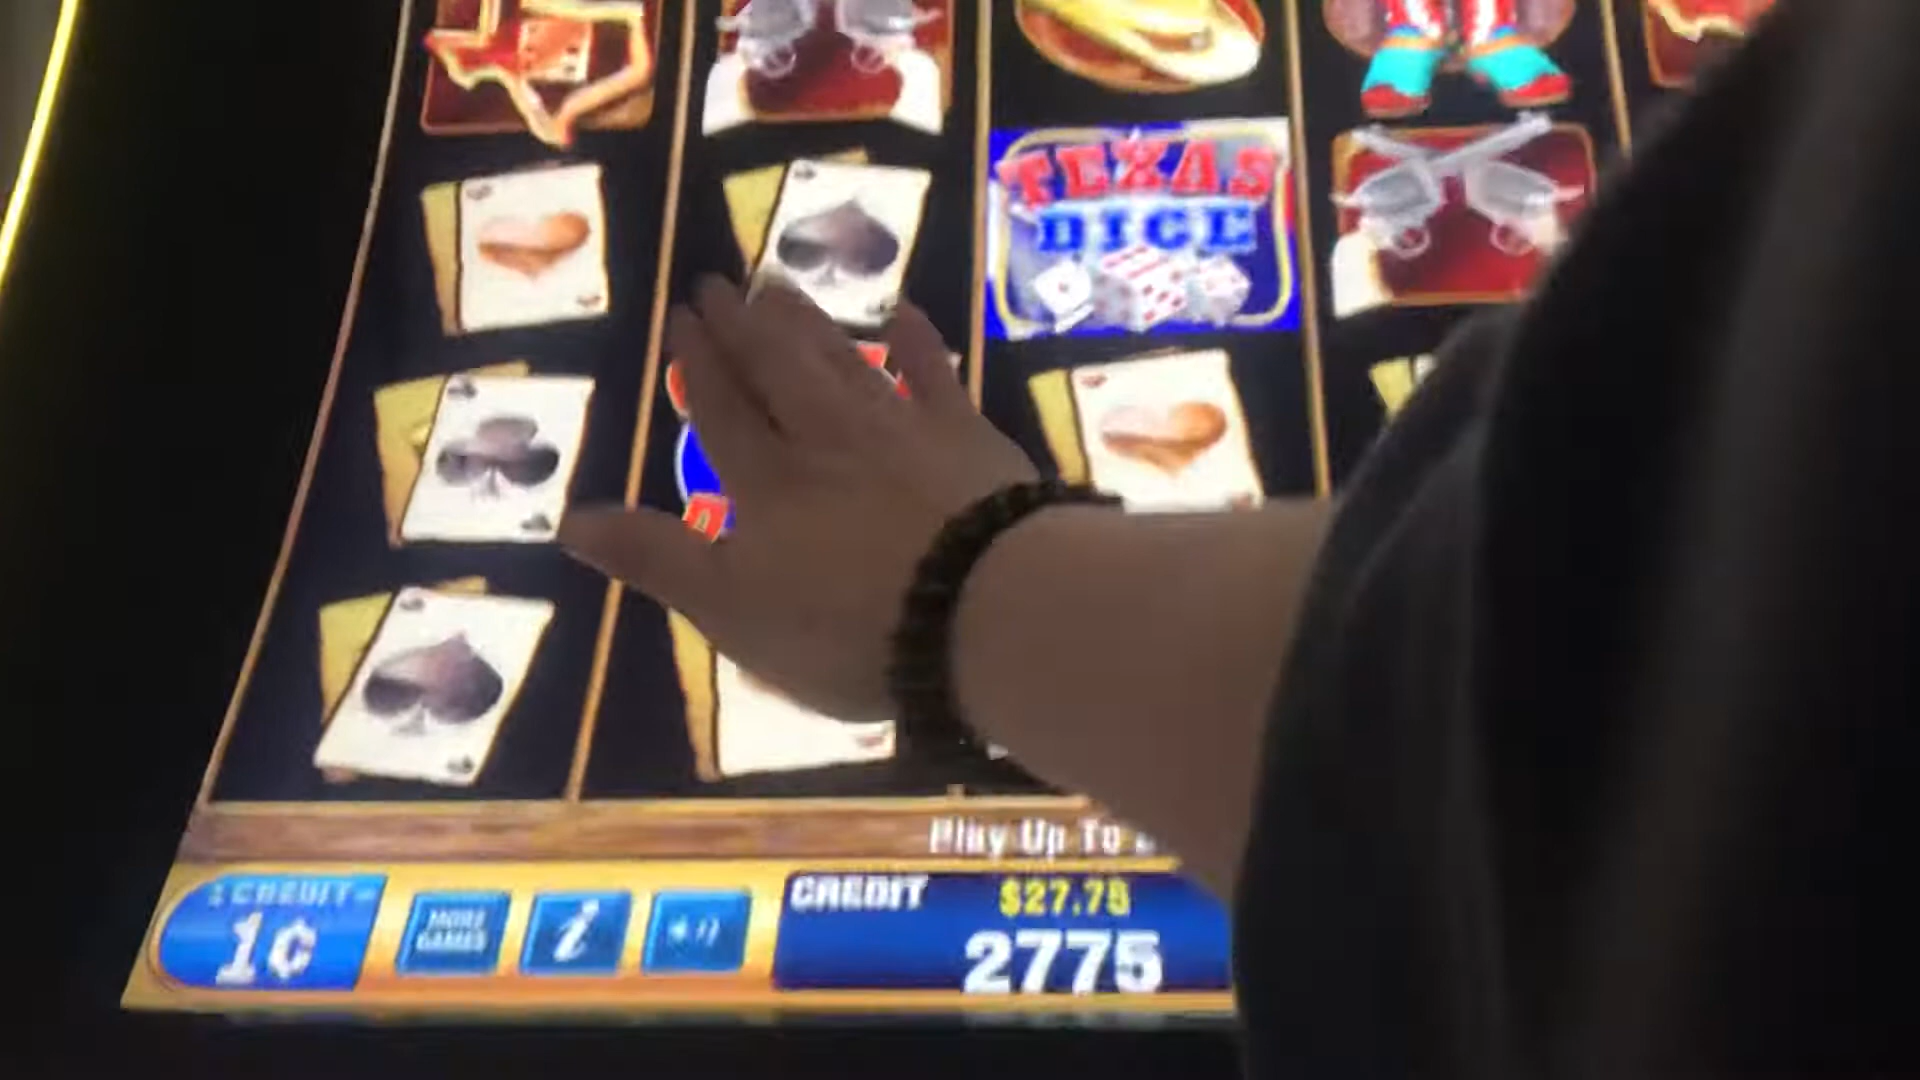 TEXAS
DICE
Play Up To
1 CREDIT =
1¢
MORE
GAMES
i
CREDIT
$27.75
2775